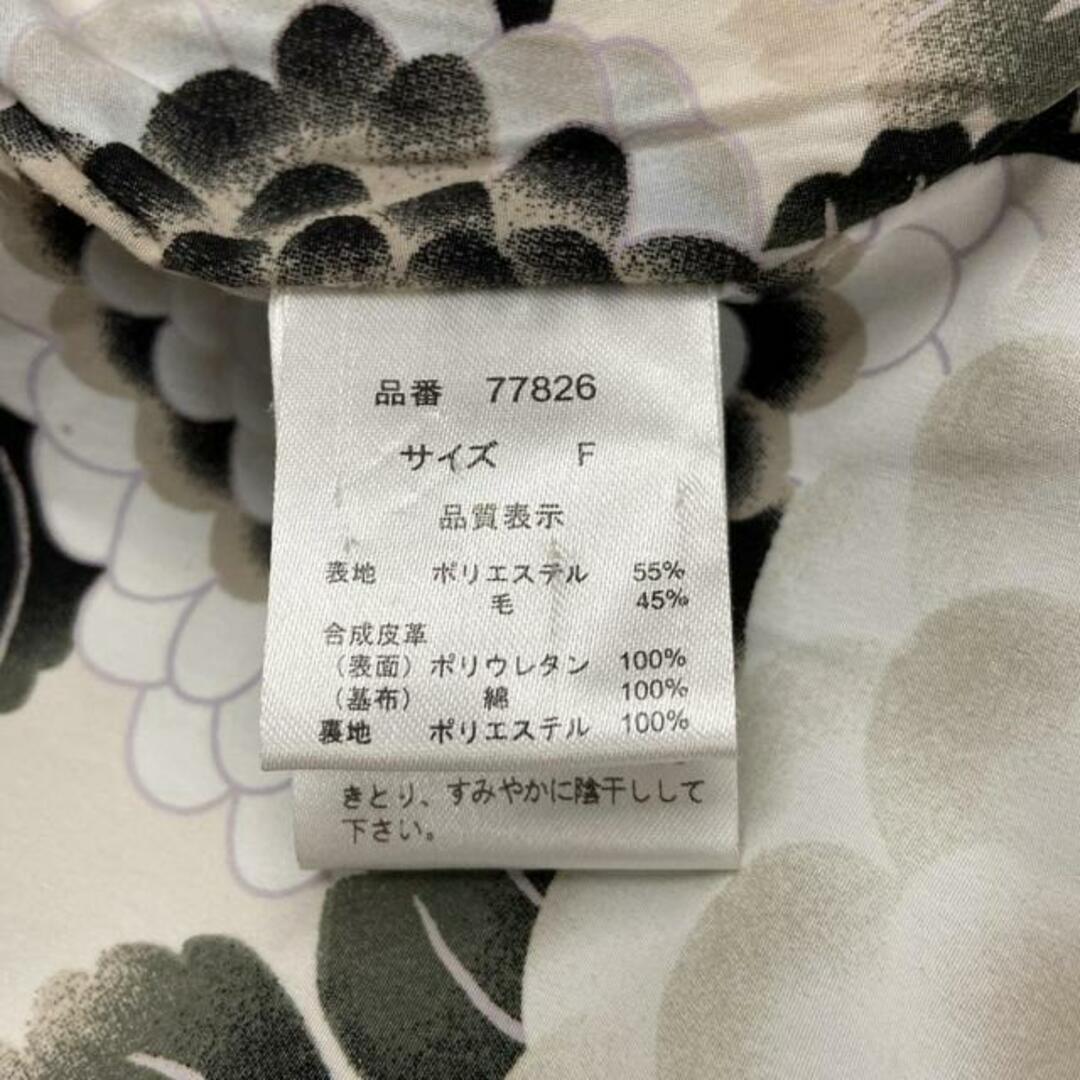 品番 77826
サイズ F
品質表示
表地 ポリエステル 55%
毛 45%
合成皮革
（表面）ポリウレタン 100%
（基布） 綿 100%
裏地 ポリエステル 100%
きとり、すみやかに陰干しして
下さい。